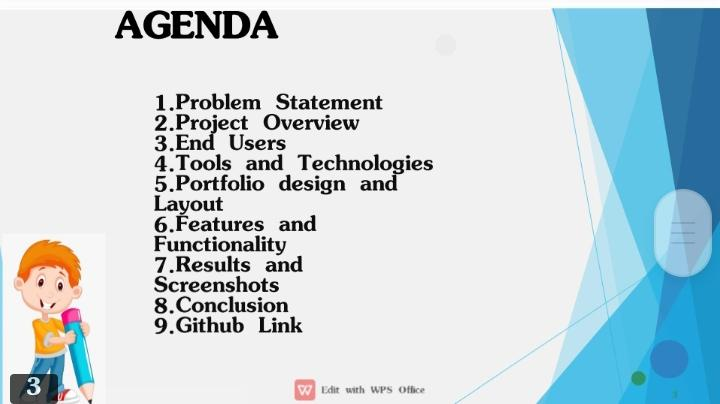 AGENDA
1.Problem Statement
2.Project Overview
3.End Users
4.Tools and Technologies
5.Portfolio design and
Layout
6.Features and
Functionality
7.Results and
Screenshots
8.Conclusion
9.Github Link
3
Edit with WPS Office
3